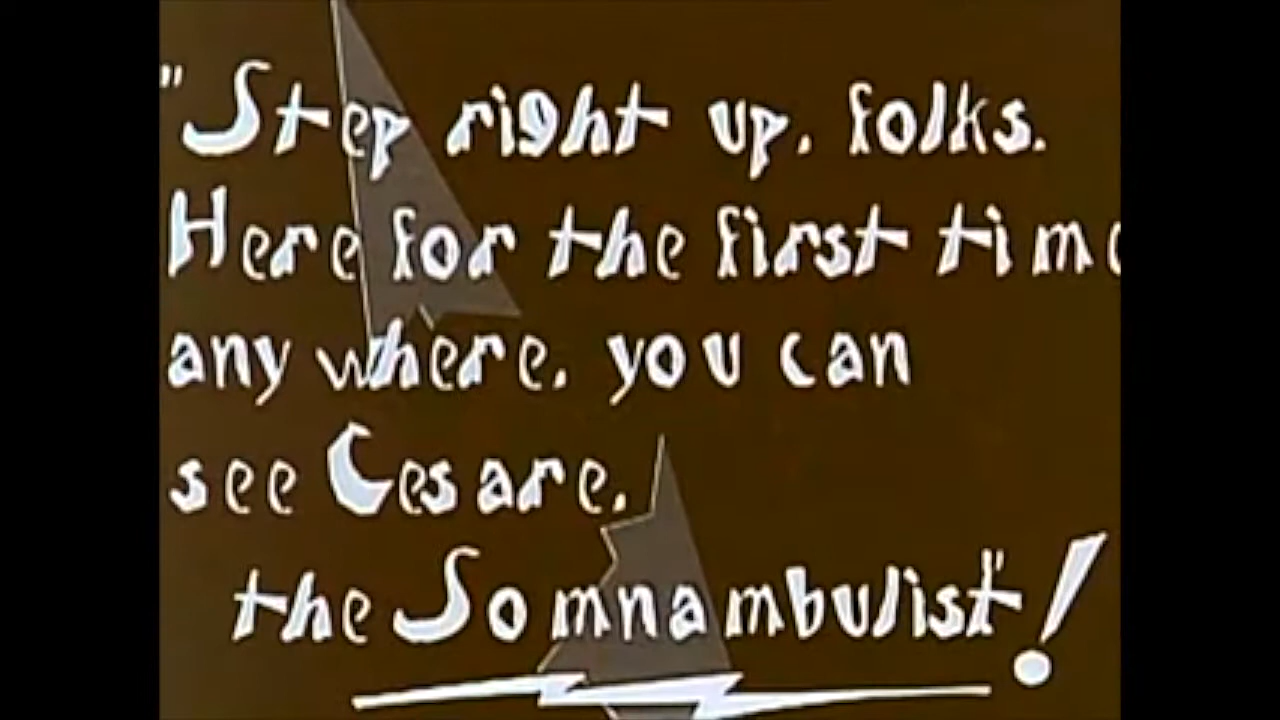 "Step right up, folks.
Here for the first time
any where, you can
see Cesare,
the Somnambulist"!